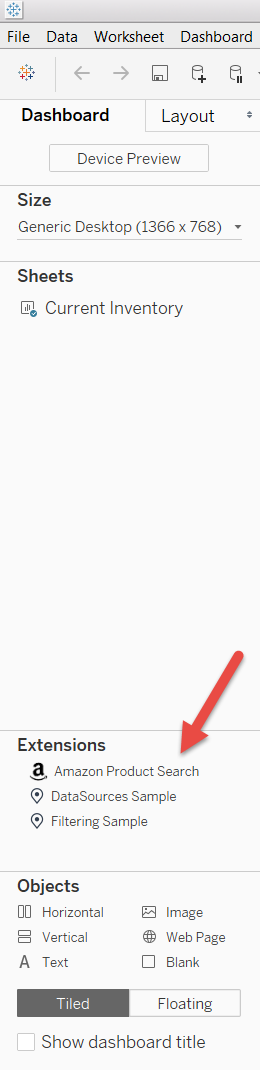 File Data Worksheet Dashboard
Dashboard Layout
Device Preview
Size
Generic Desktop (1366 x 768)
Sheets
Current Inventory
Extensions
Amazon Product Search
DataSources Sample
Filtering Sample
Objects
Horizontal Image
Vertical Web Page
A Text Blank
Tiled Floating
Show dashboard title